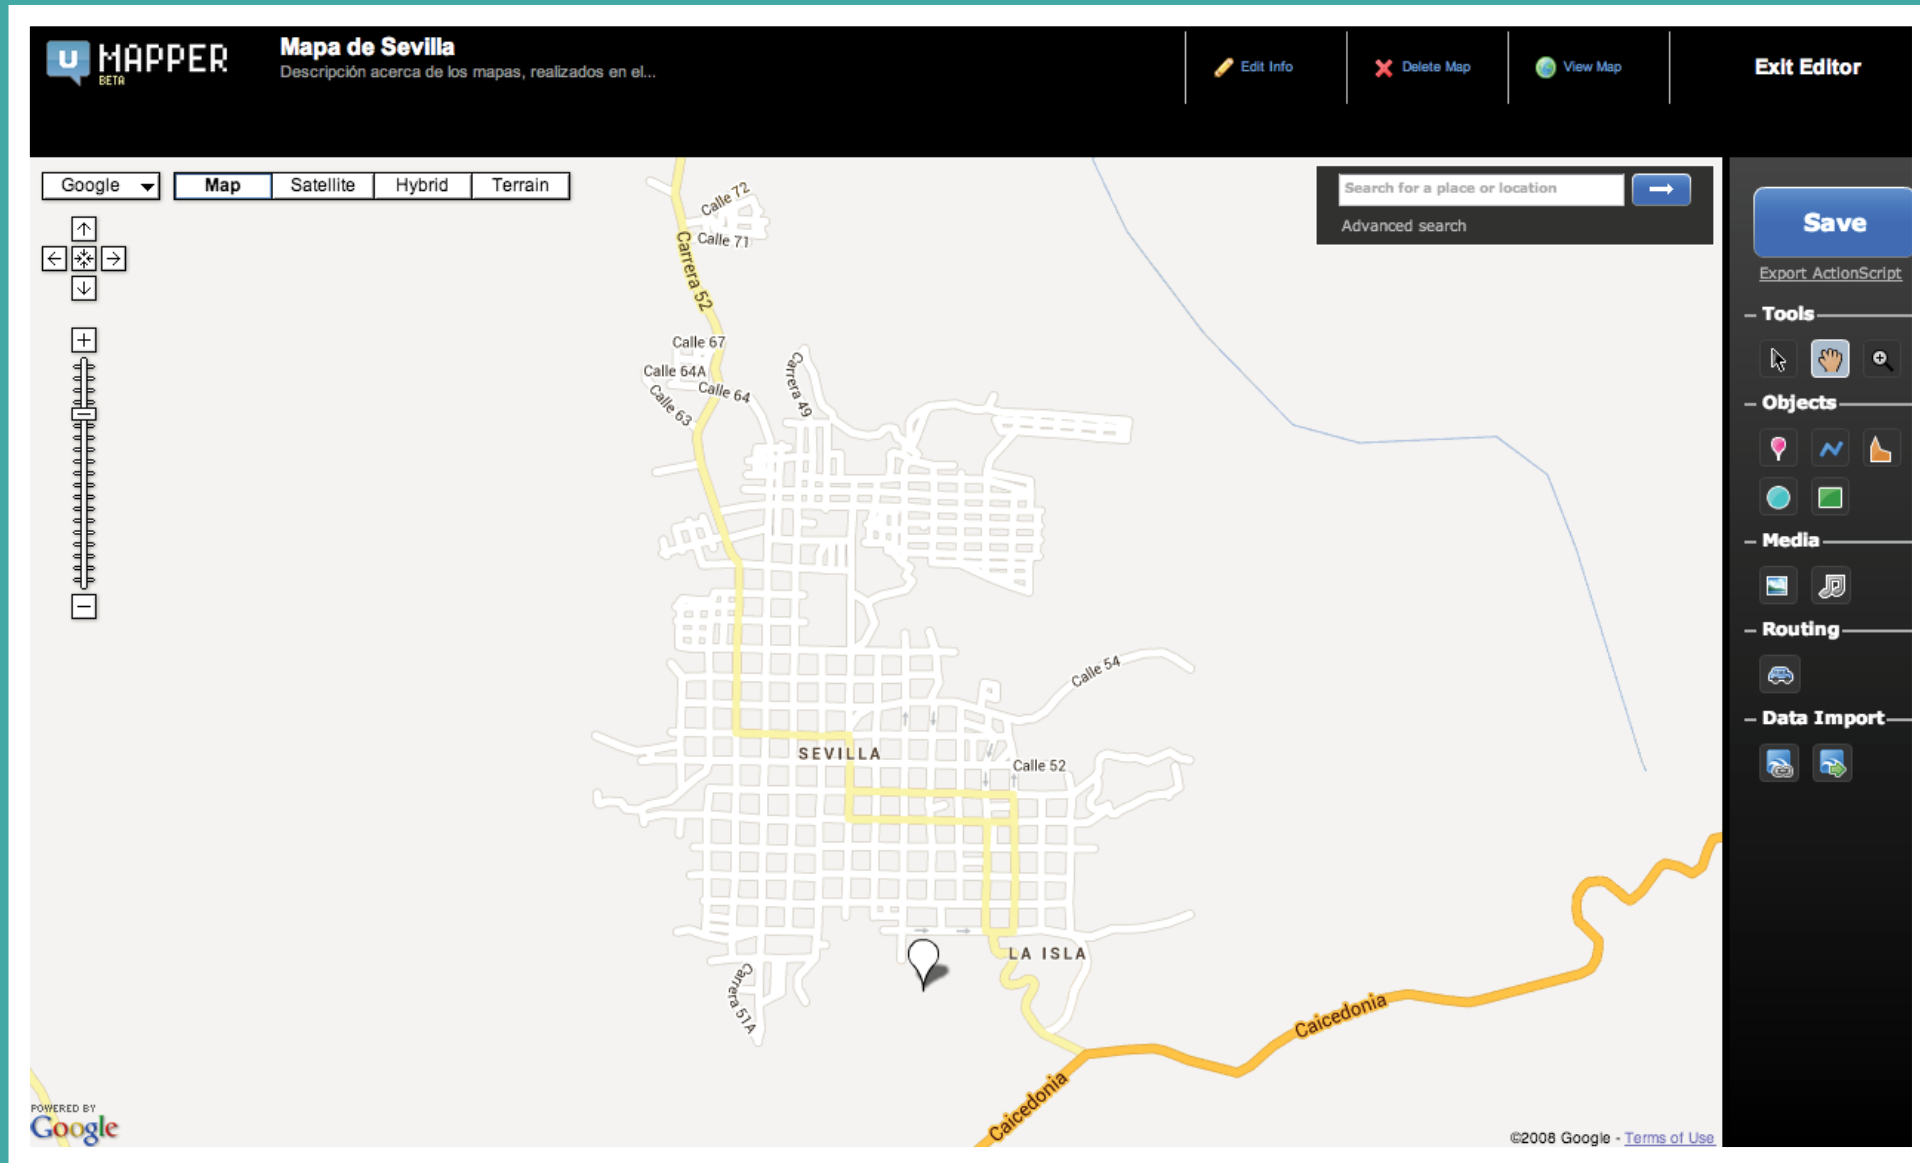 U MAPPER
BETA
Mapa de Sevilla
Descripción acerca de los mapas, realizados en el...
Edit Info
Delete Map
View Map
Exit Editor
Google
Map
Satellite
Hybrid
Terrain
Search for a place or location
Advanced search
Save
Export ActionScript
Tools
Objects
Media
Routing
Data Import
Calle 72
Calle 71
Carrera 52
Calle 67
Calle 64A
Calle 64
Calle 63
Carrera 49
Calle 54
SEVILLA
Calle 52
LA ISLA
Carrera 51A
Caicedonia
Caicedonia
POWERED BY
Google
©2008 Google - Terms of Use